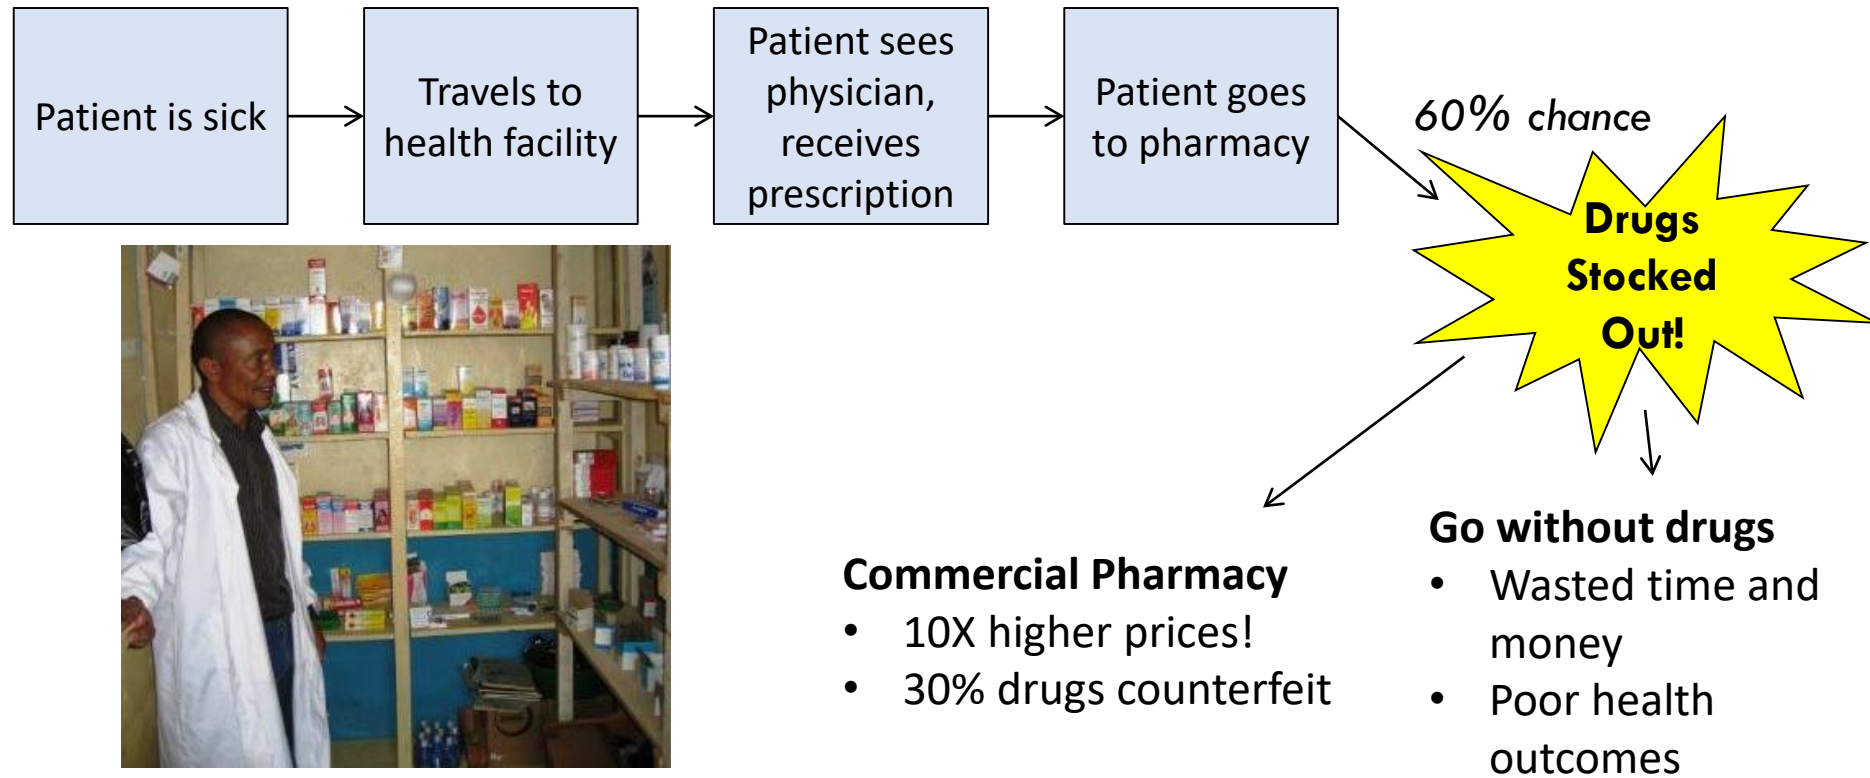 Patient is sick
Travels to
health facility
Patient sees
physician,
receives
prescription
Patient goes
to pharmacy
60% chance
Drugs
Stocked
Out!
Commercial Pharmacy
• 10X higher prices!
• 30% drugs counterfeit
Go without drugs
• Wasted time and
money
• Poor health
outcomes